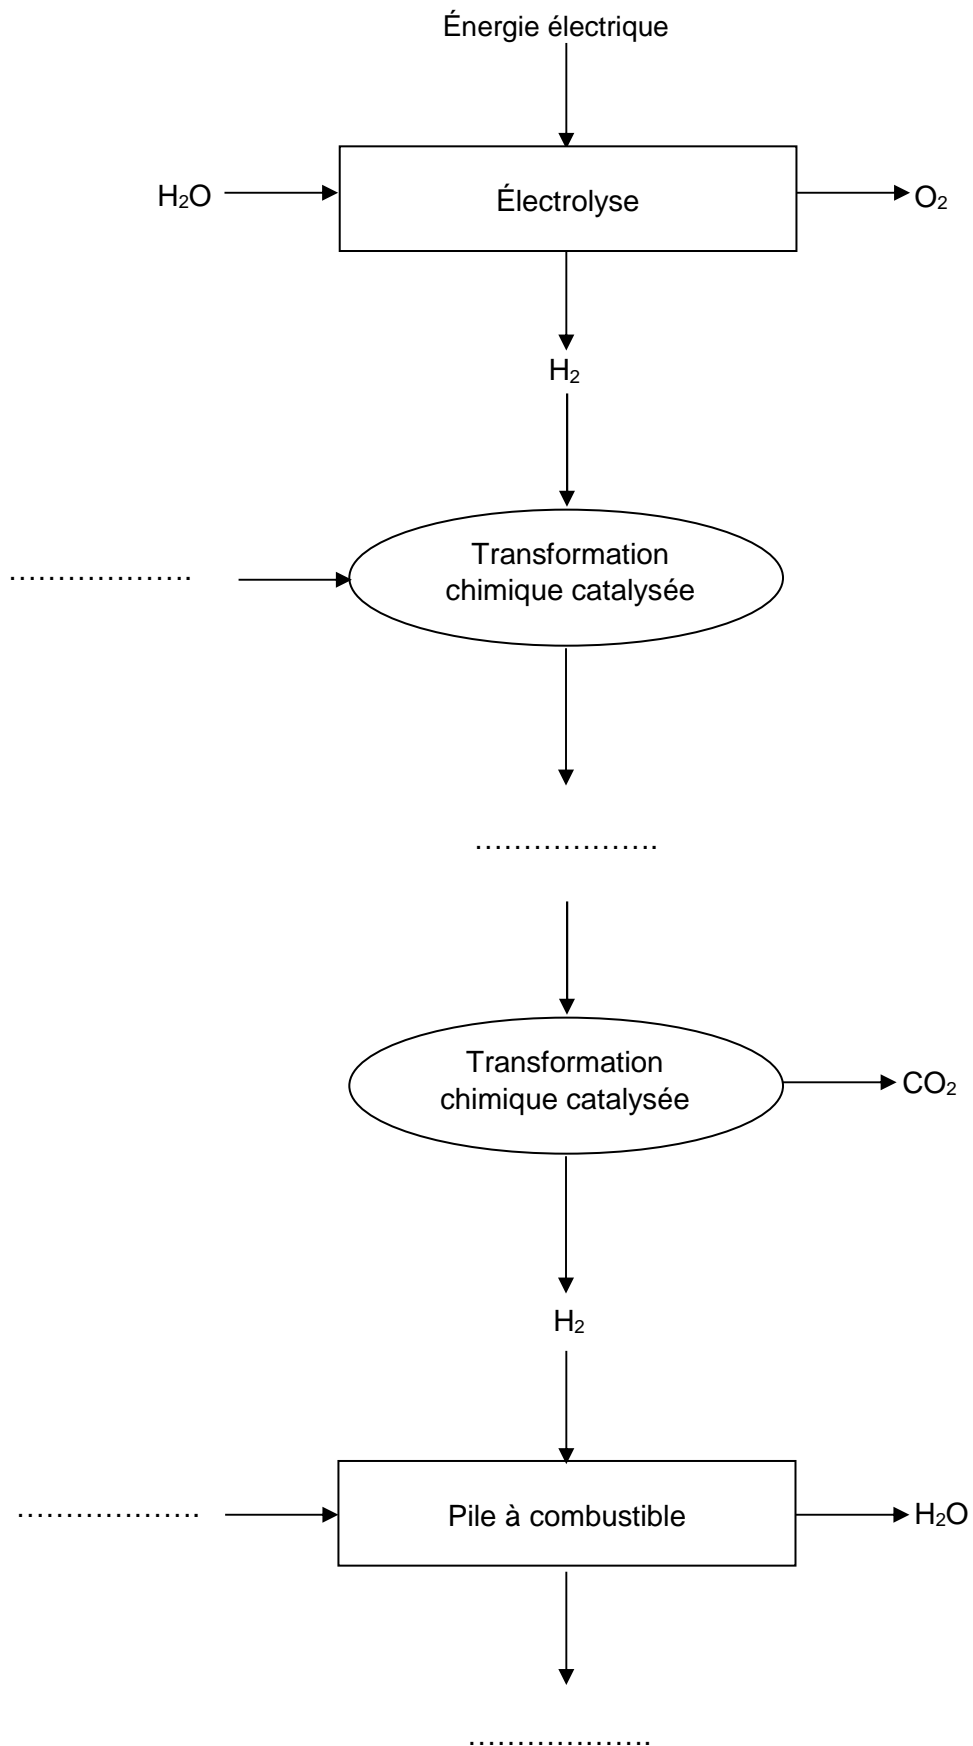 Énergie électrique
H₂O
Électrolyse
O₂
H₂
Transformation
chimique catalysée
………………….
………………….
Transformation
chimique catalysée
CO₂
H₂
………………….
Pile à combustible
H₂O
………………….